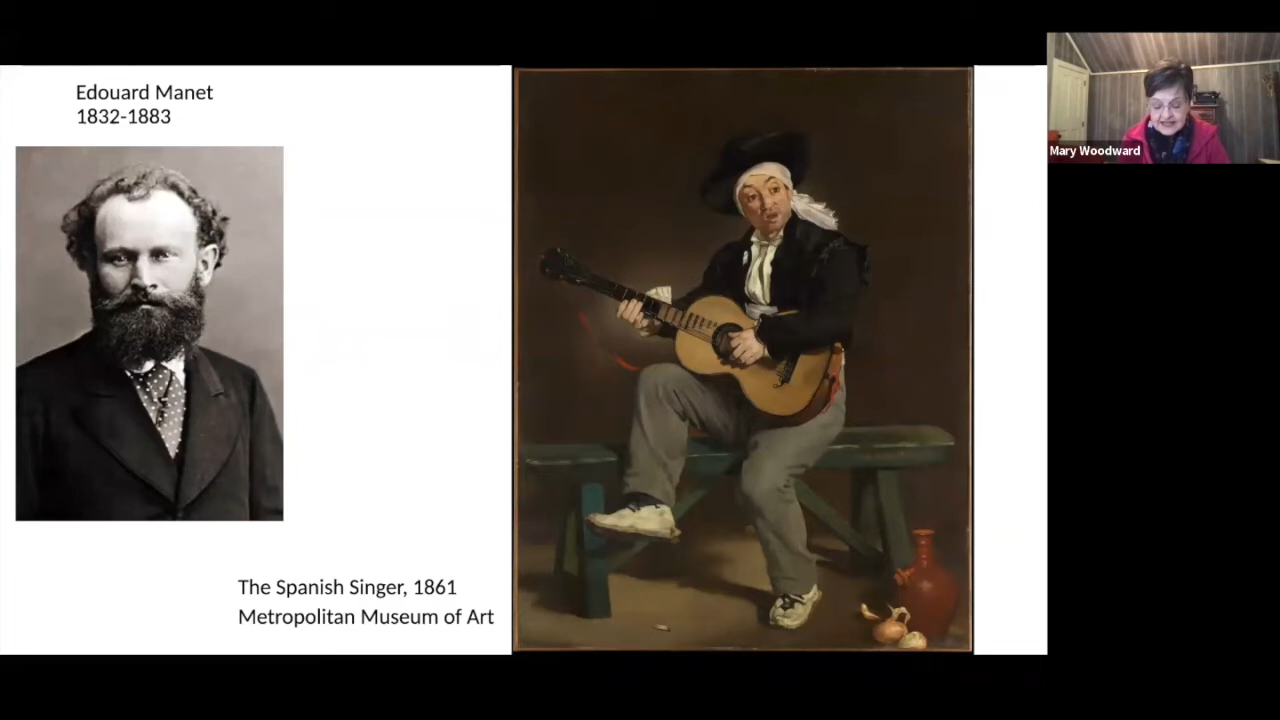 Edouard Manet
1832-1883
Mary Woodward
The Spanish Singer, 1861
Metropolitan Museum of Art